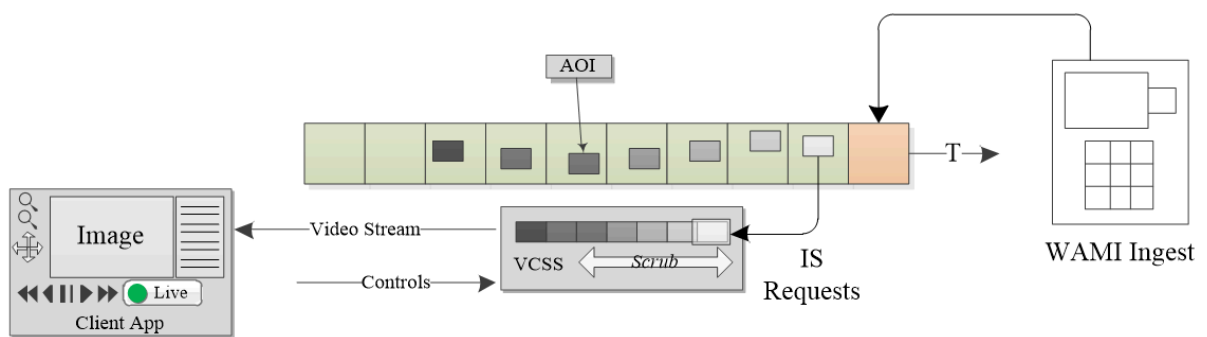 AOI
T
WAMI Ingest
Image
Video Stream
VCSS
Scrub
IS
Requests
Controls
Live
Client App